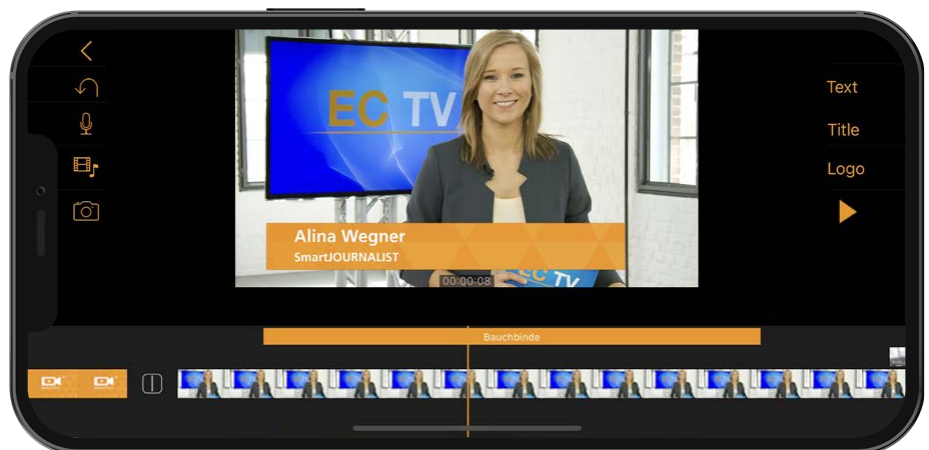 EC TV
Text
Title
Logo
Alina Wegner
SmartJOURNALIST
00:00:08
EC TV
Bauchbinde